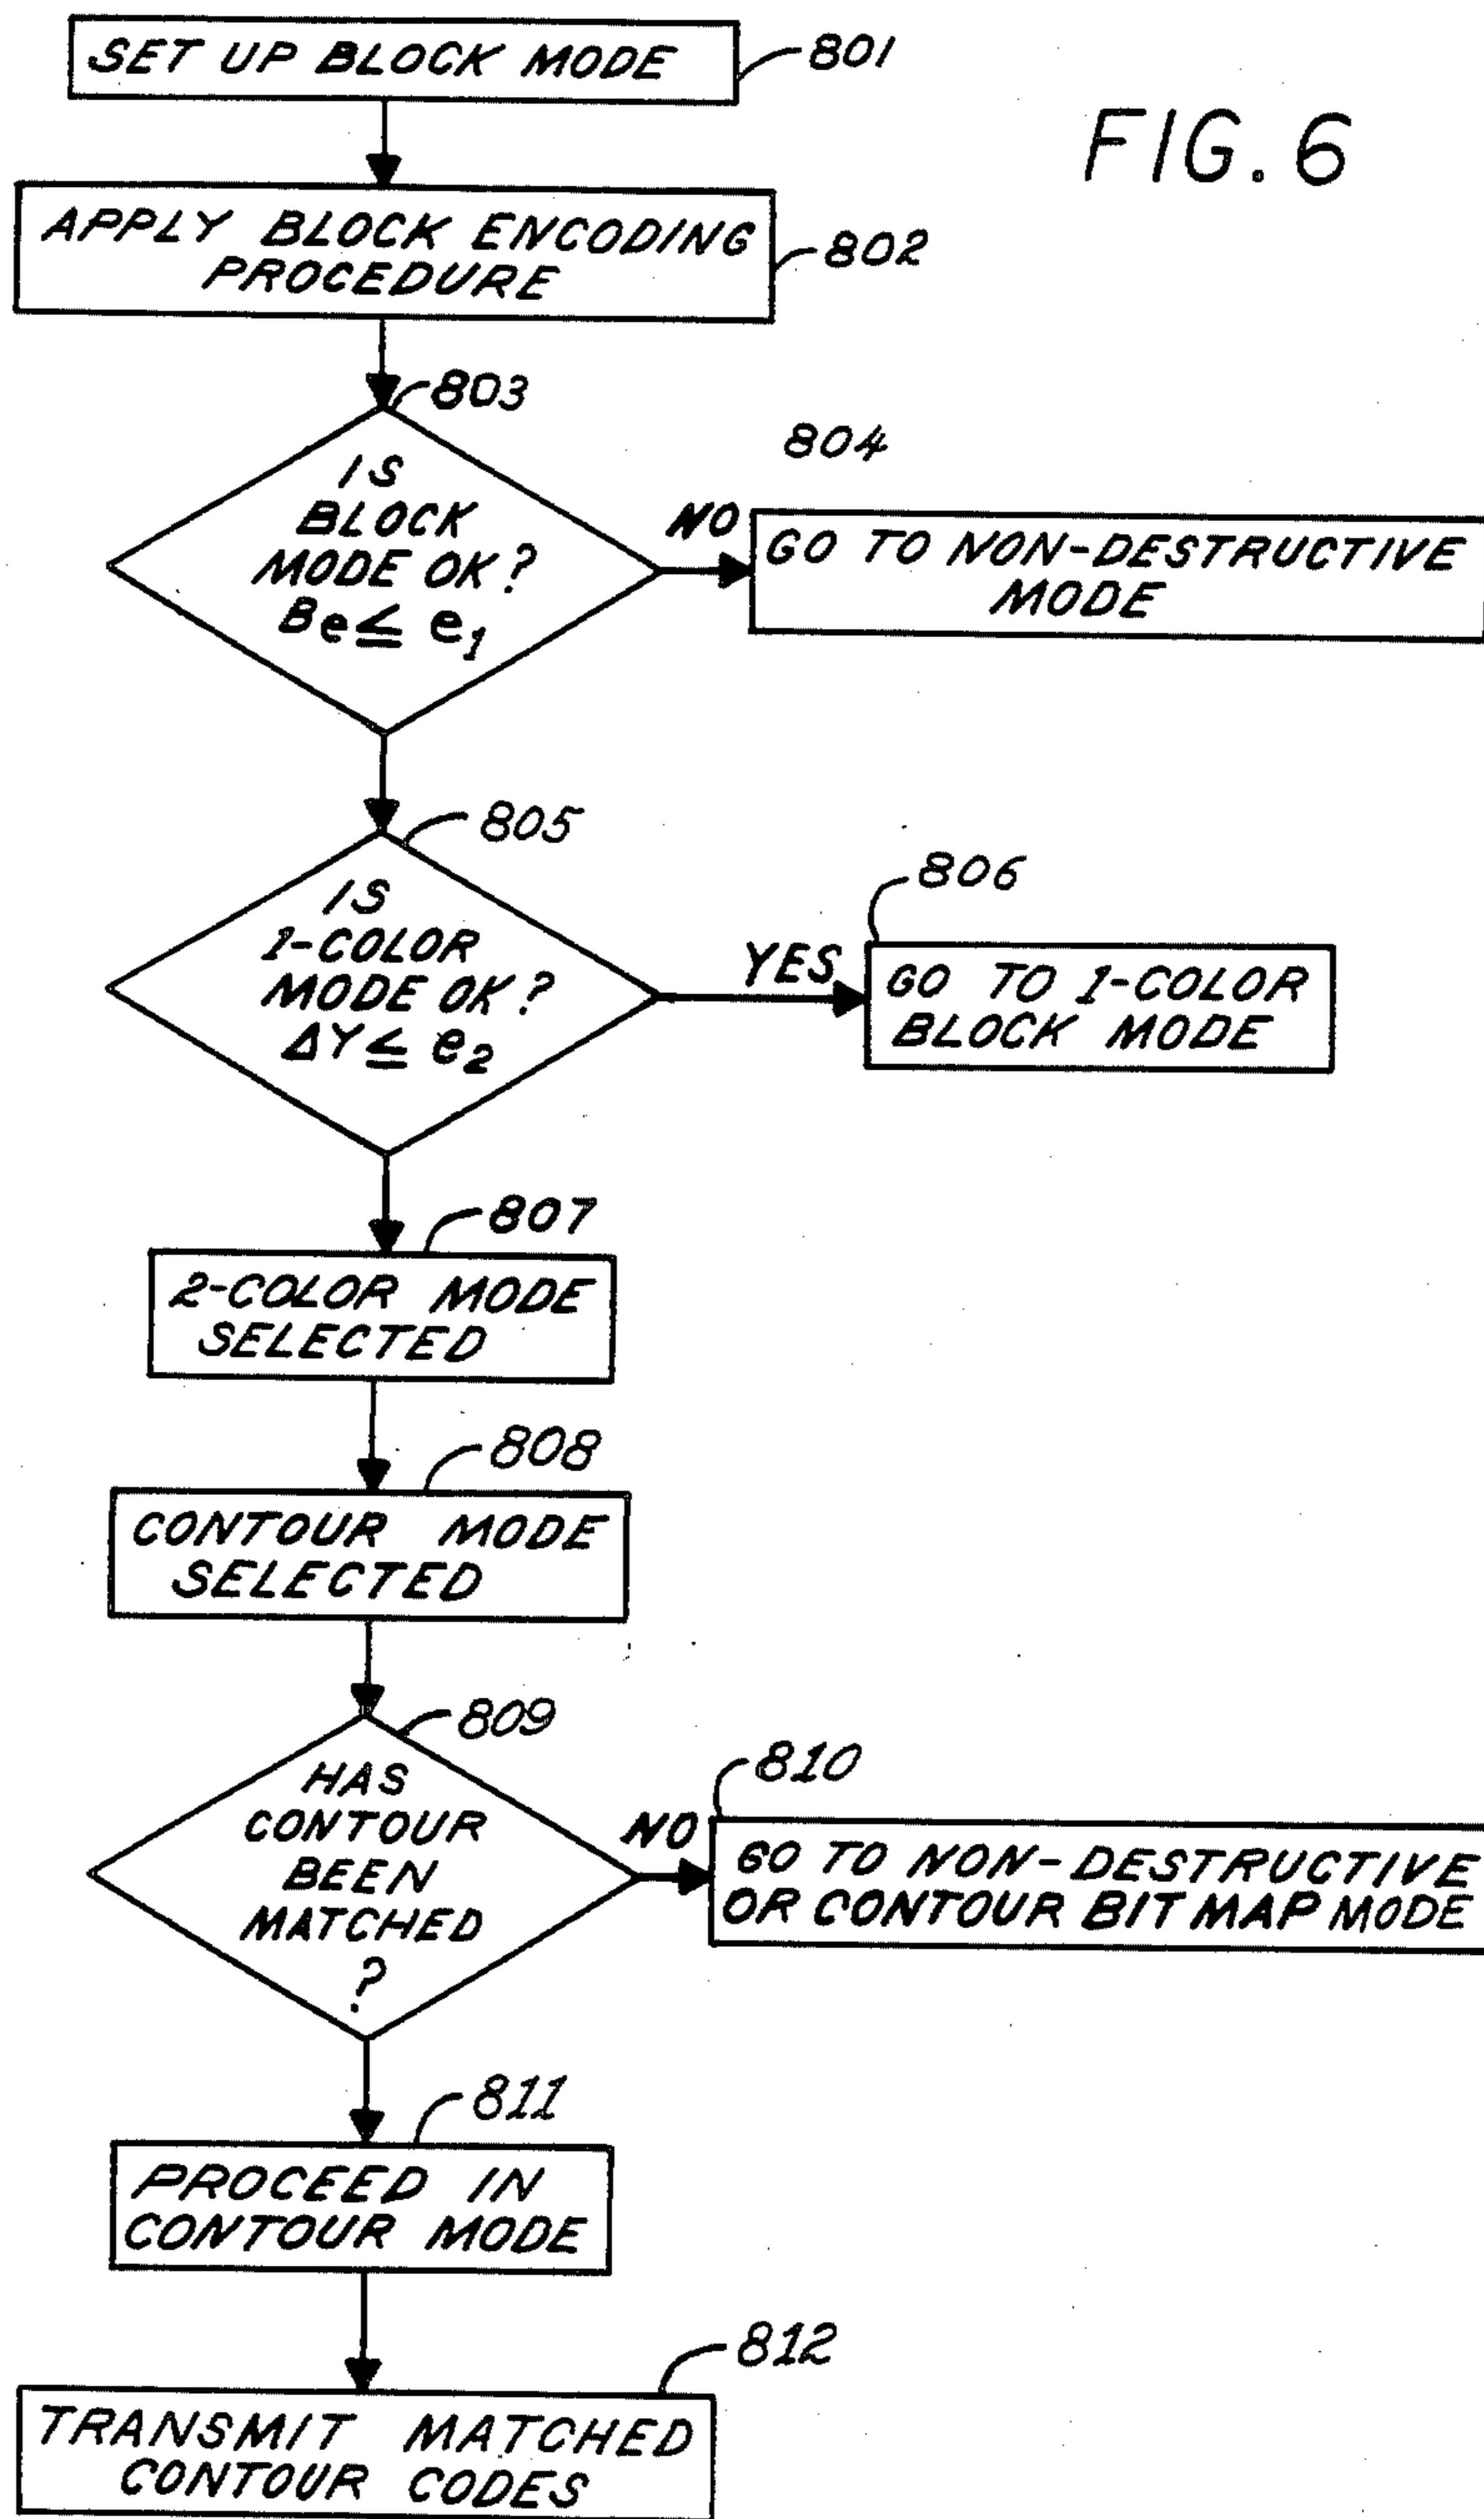 SET UP BLOCK MODE
801
FIG. 6
APPLY BLOCK ENCODING
PROCEDURE
802
803
IS
BLOCK
MODE OK?
Be ≤ e1
NO
804
GO TO NON-DESTRUCTIVE
MODE
805
IS
1-COLOR
MODE OK?
ΔY ≤ e2
YES
806
GO TO 1-COLOR
BLOCK MODE
807
2-COLOR MODE
SELECTED
808
CONTOUR MODE
SELECTED
809
HAS
CONTOUR
BEEN
MATCHED
?
NO
810
GO TO NON-DESTRUCTIVE
OR CONTOUR BIT MAP MODE
811
PROCEED IN
CONTOUR MODE
812
TRANSMIT MATCHED
CONTOUR CODES